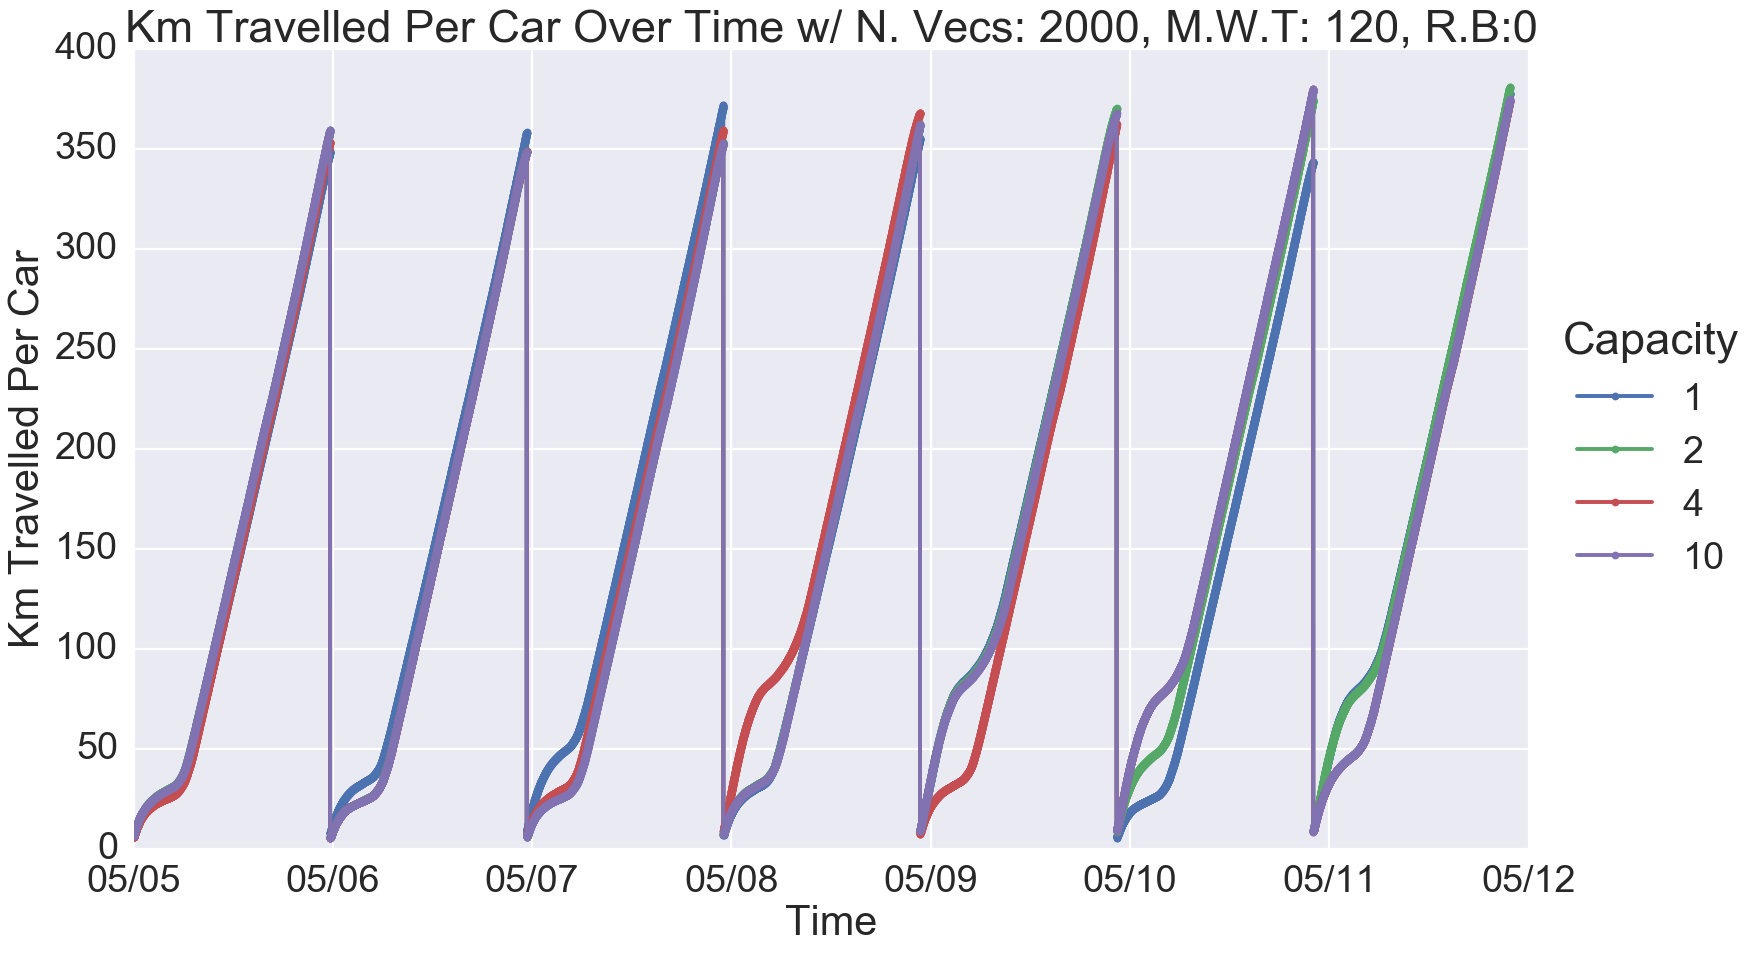 Km Travelled Per Car Over Time w/ N. Vecs: 2000, M.W.T: 120, R.B:0
400
350
300
250
200
150
100
50
0
Km Travelled Per Car
05/05 05/06 05/07 05/08 05/09 05/10 05/11 05/12
Time
Capacity
1
2
4
10